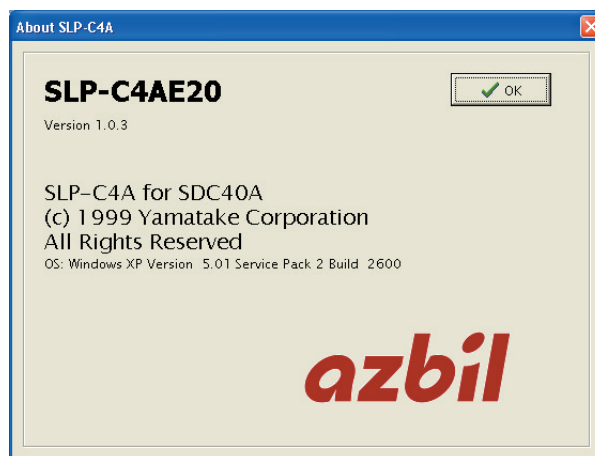 About SLP-C4A
SLP-C4AE20
OK
Version 1.0.3
SLP-C4A for SDC40A
(c) 1999 Yamatake Corporation
All Rights Reserved
OS: Windows XP Version 5.01 Service Pack 2 Build 2600
azbil